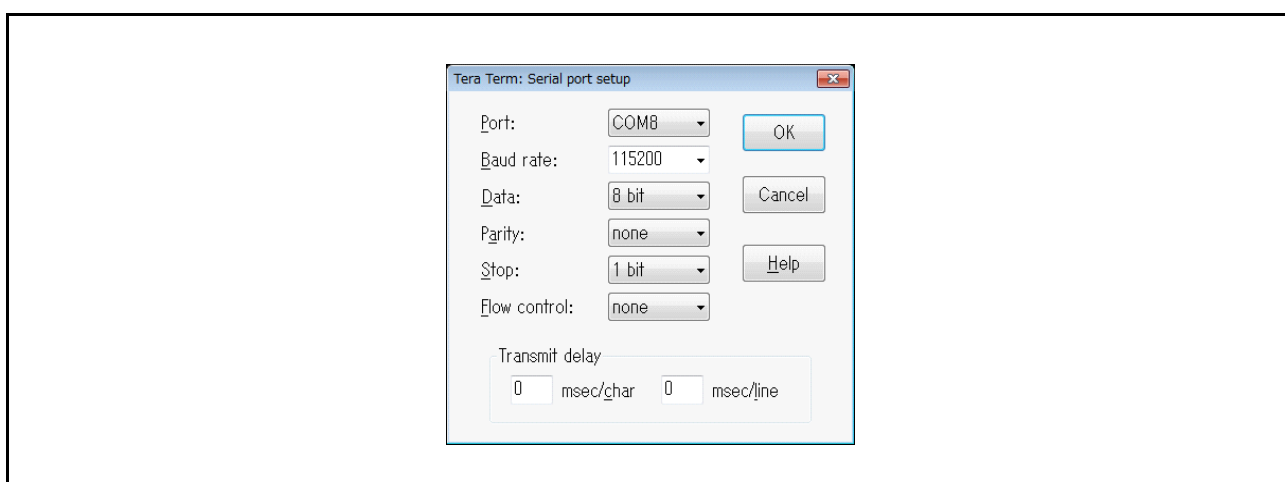 Tera Term: Serial port setup
Port: COM8 OK
Baud rate: 115200
Data: 8 bit Cancel
Parity: none
Stop: 1 bit Help
Flow control: none
Transmit delay
0 msec/char 0 msec/line